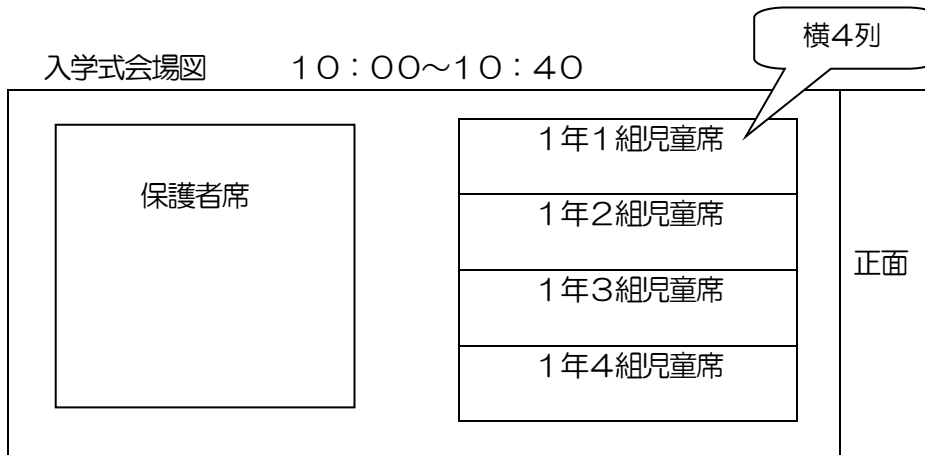 横4列
入学式会場図　　１０：００～１０：４０
１年１組児童席
保護者席
１年２組児童席
正面
１年３組児童席
１年４組児童席